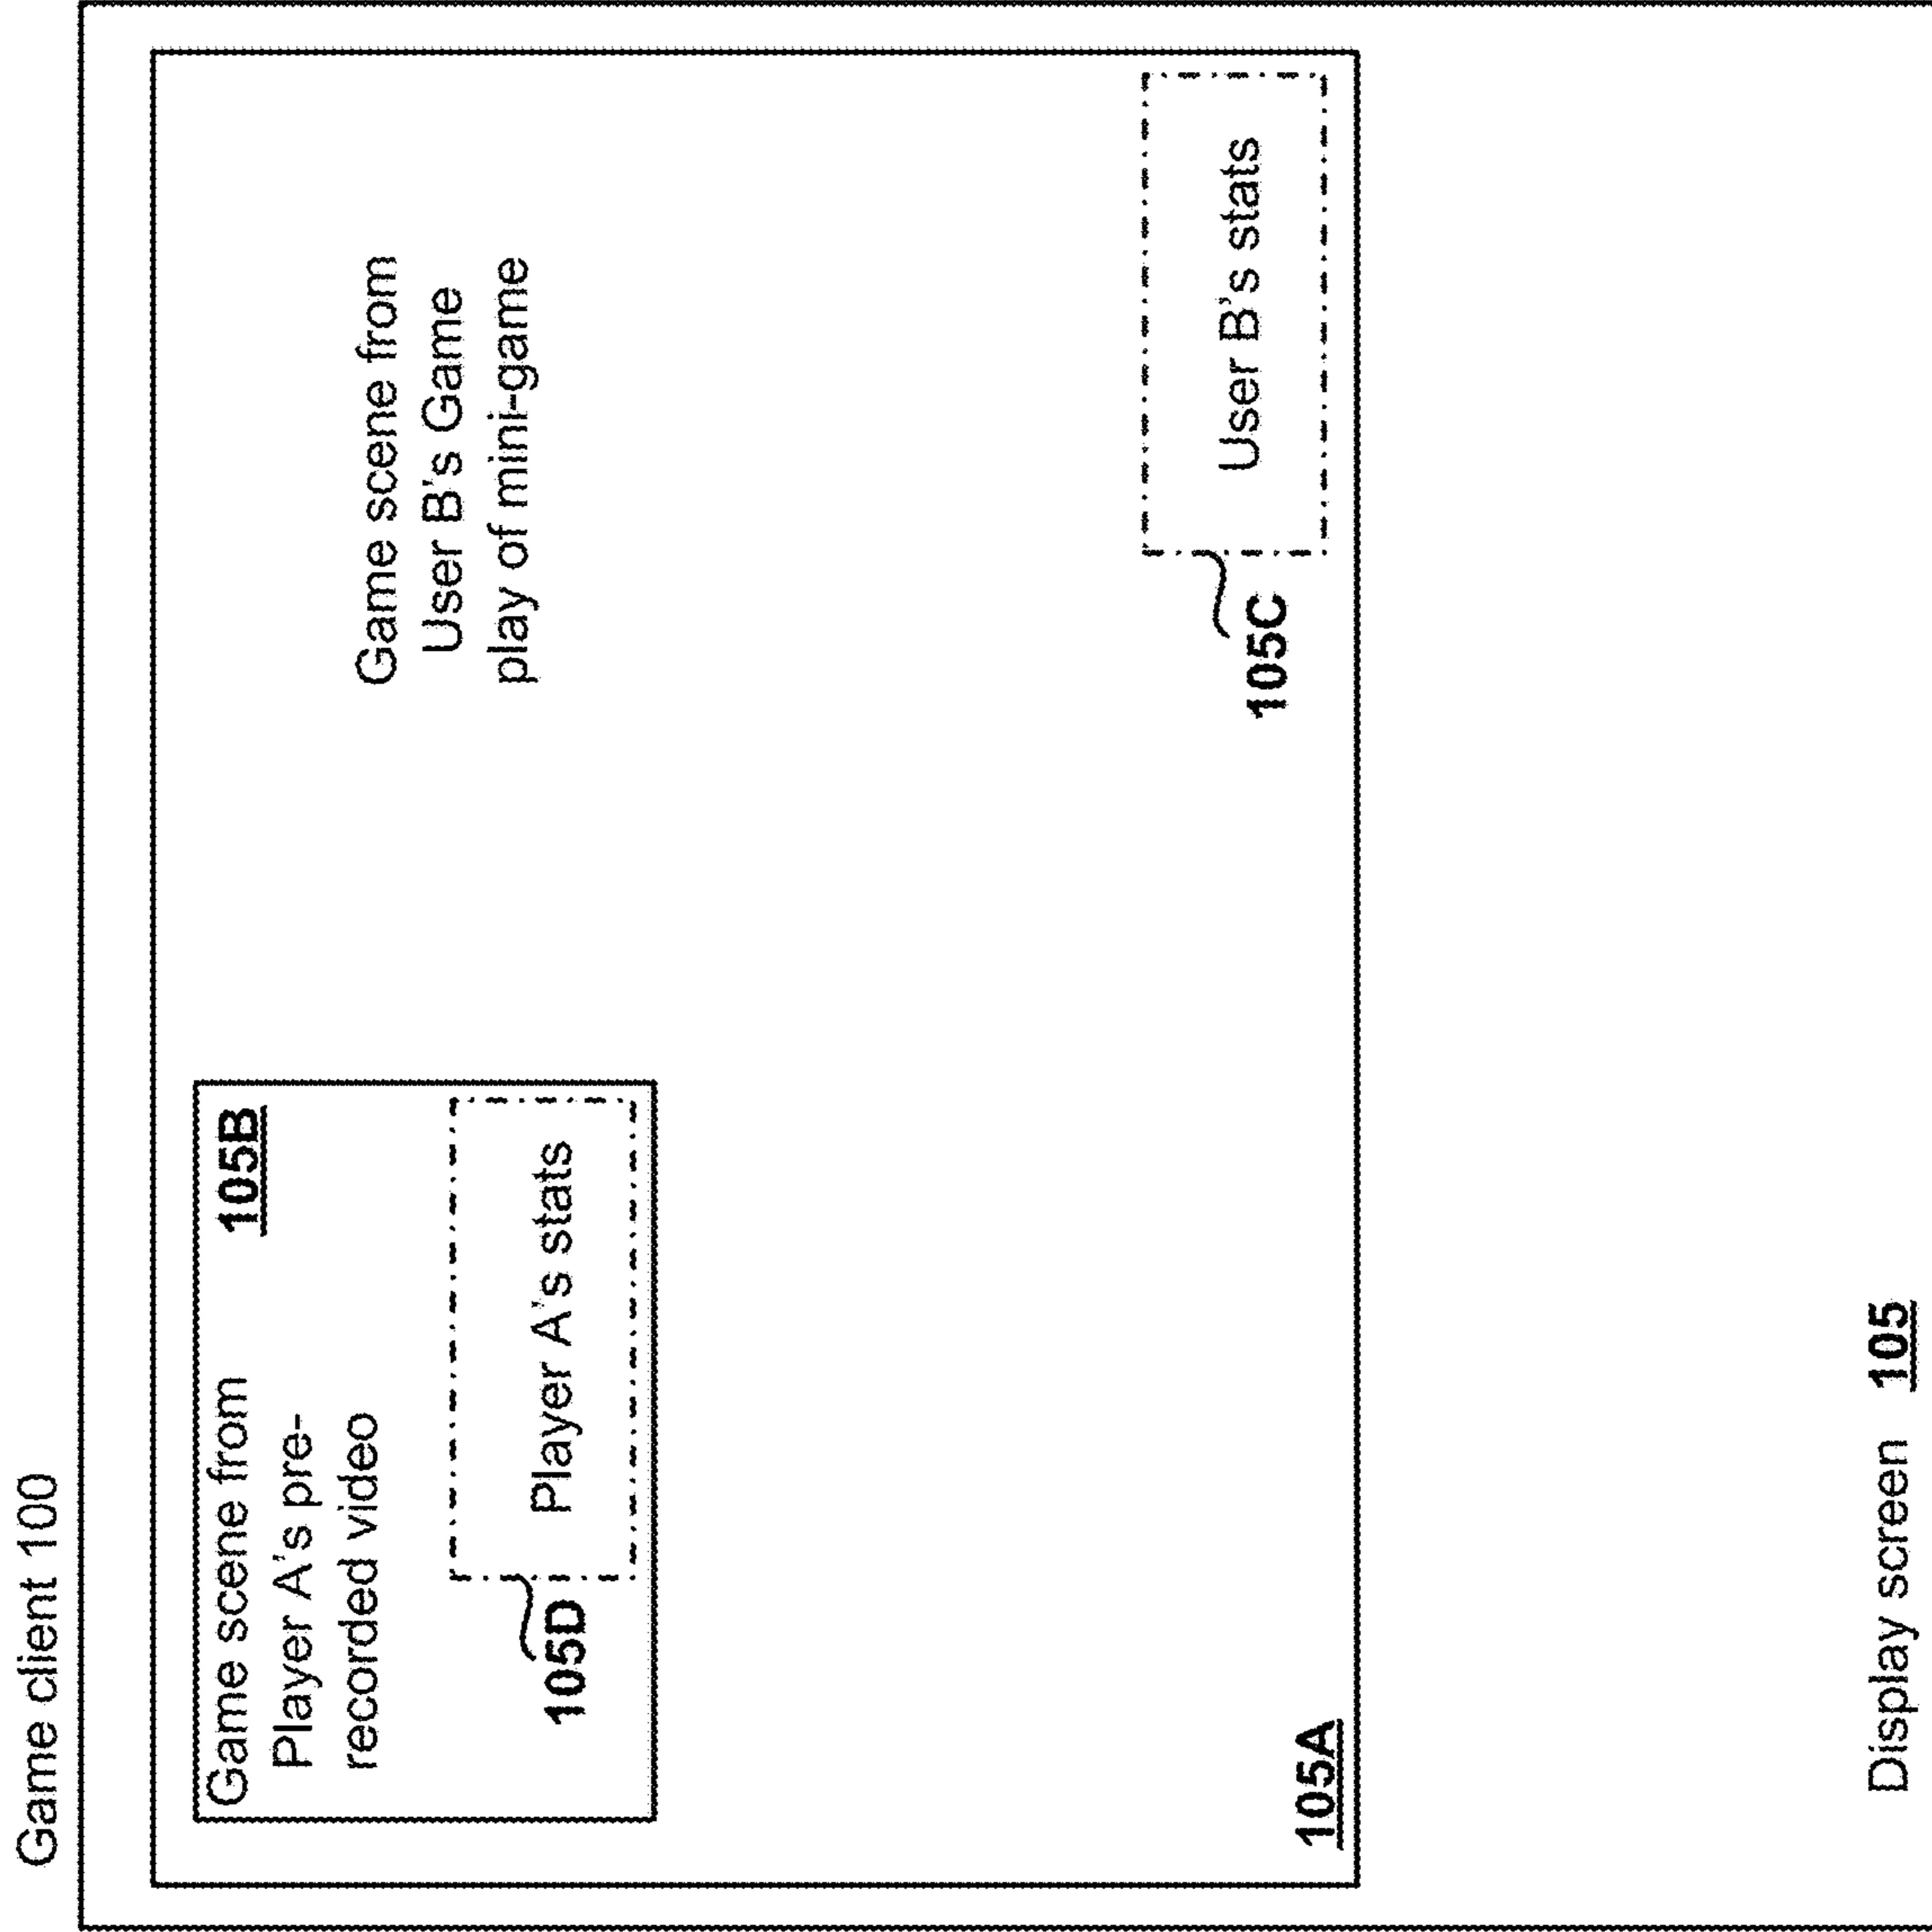 Game client 100
Game scene from
Player A's pre-
recorded video
105B
Player A's stats
105D
Game scene from
User B's Game
play of mini-game
User B's stats
105C
105A
Display screen 105